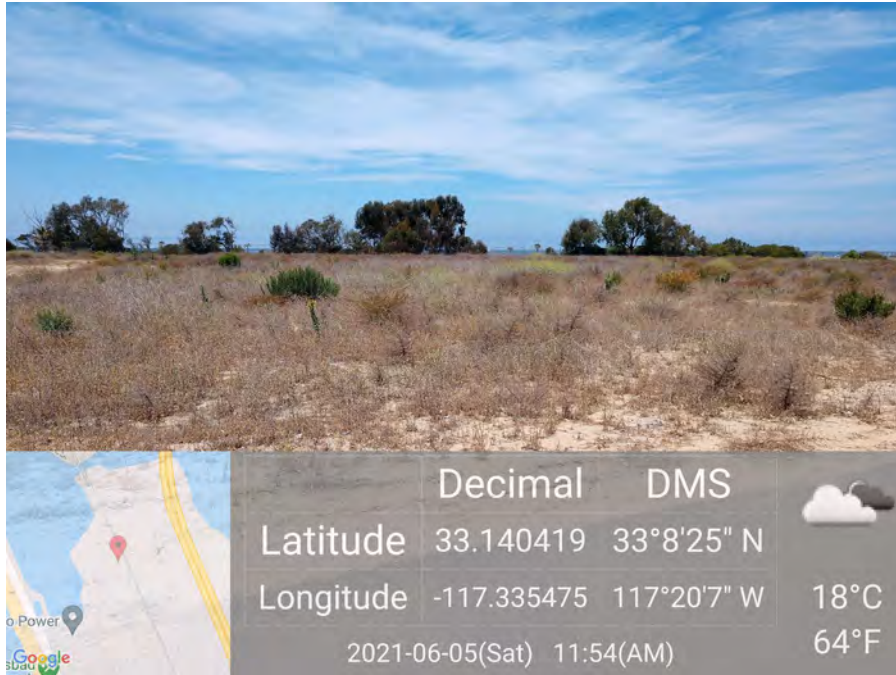 Decimal DMS
Latitude 33.140419 33°8'25" N
Longitude -117.335475 117°20'7" W
2021-06-05(Sat) 11:54(AM)
18°C
64°F
o Power
Google